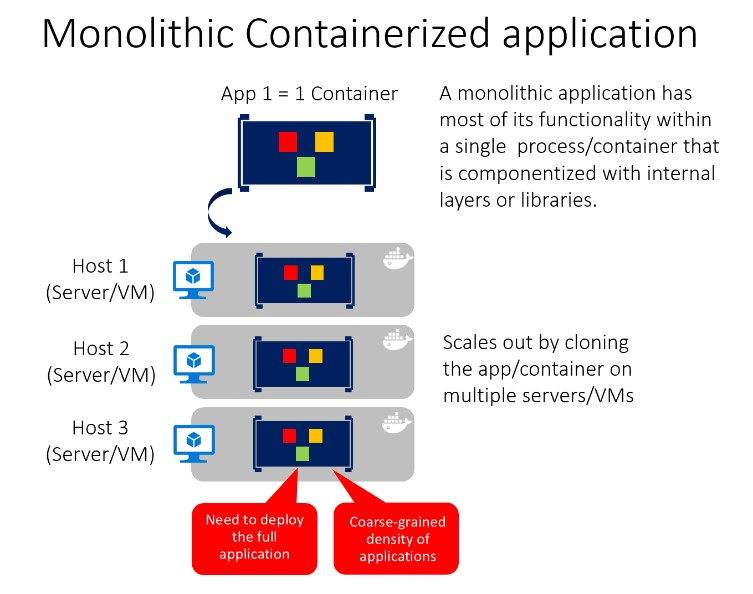 Monolithic Containerized application
App 1 = 1 Container
A monolithic application has
most of its functionality within
a single process/container that
is componentized with internal
layers or libraries.
Host 1
(Server/VM)
Host 2
(Server/VM)
Scales out by cloning
the app/container on
multiple servers/VMs
Host 3
(Server/VM)
Need to deploy
the full
application
Coarse-grained
density of
applications